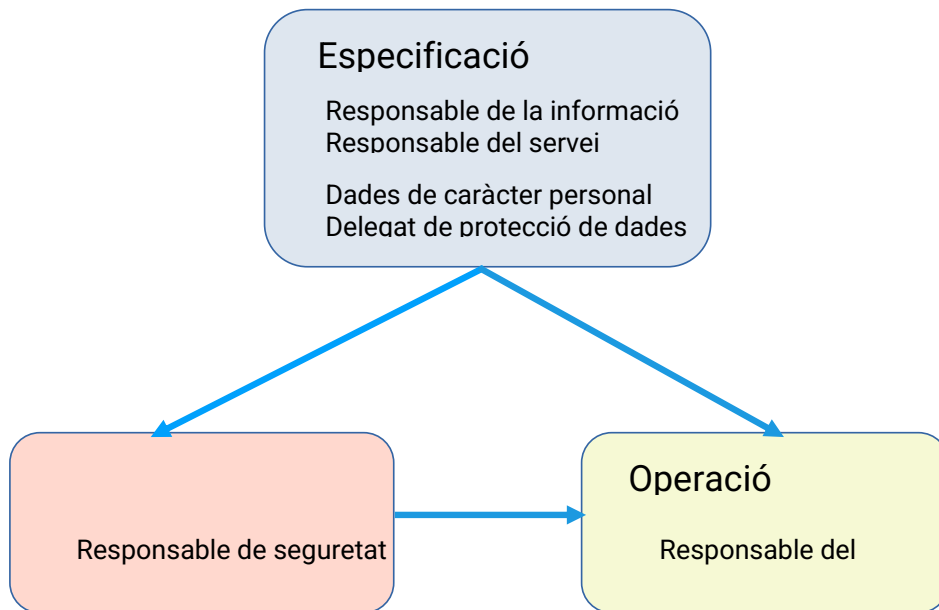 Especificació
Responsable de la informació
Responsable del servei
Dades de caràcter personal
Delegat de protecció de dades
Operació
Responsable de seguretat
Responsable del